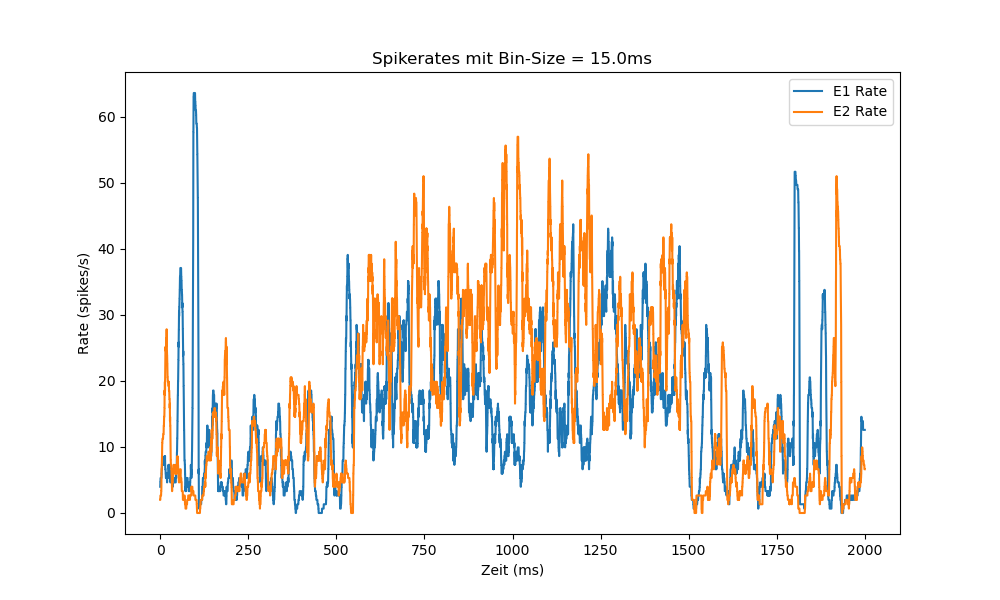 Spikerates mit Bin-Size = 15.0ms
E1 Rate
E2 Rate
Rate (spikes/s)
60
50
40
30
20
10
0
0 250 500 750 1000 1250 1500 1750 2000
Zeit (ms)